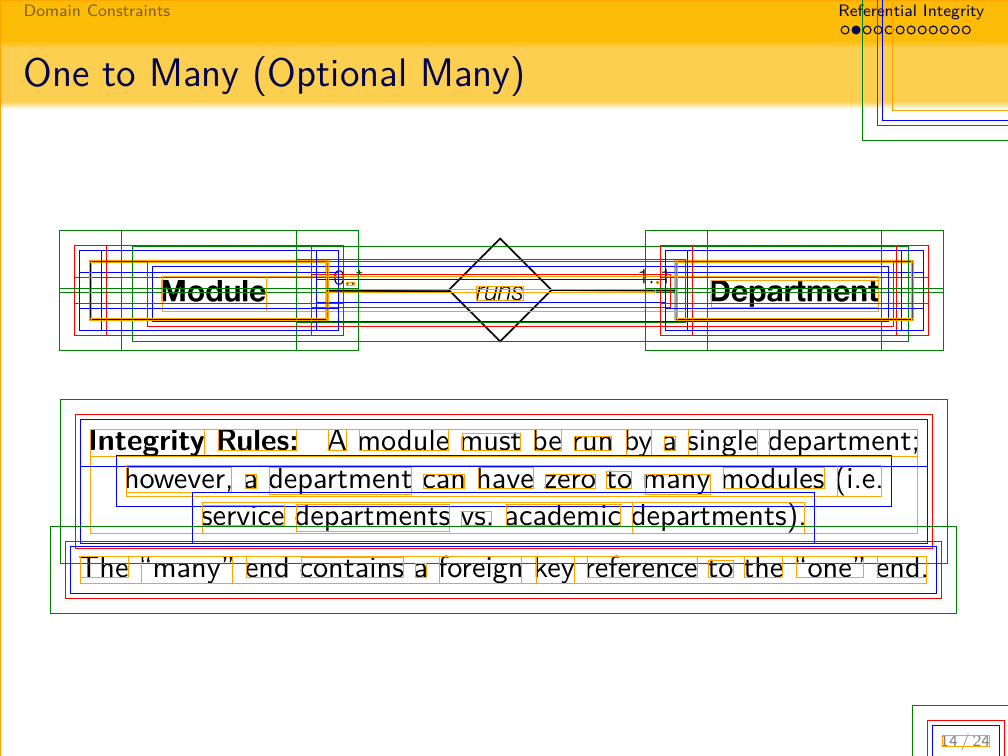 Domain Constraints
Referential Integrity
One to Many (Optional Many)
Module
0..*
runs
1..1
Department
Integrity Rules: A module must be run by a single department;
however, a department can have zero to many modules (i.e.
service departments vs. academic departments).
The “many” end contains a foreign key reference to the “one” end.
14 / 24